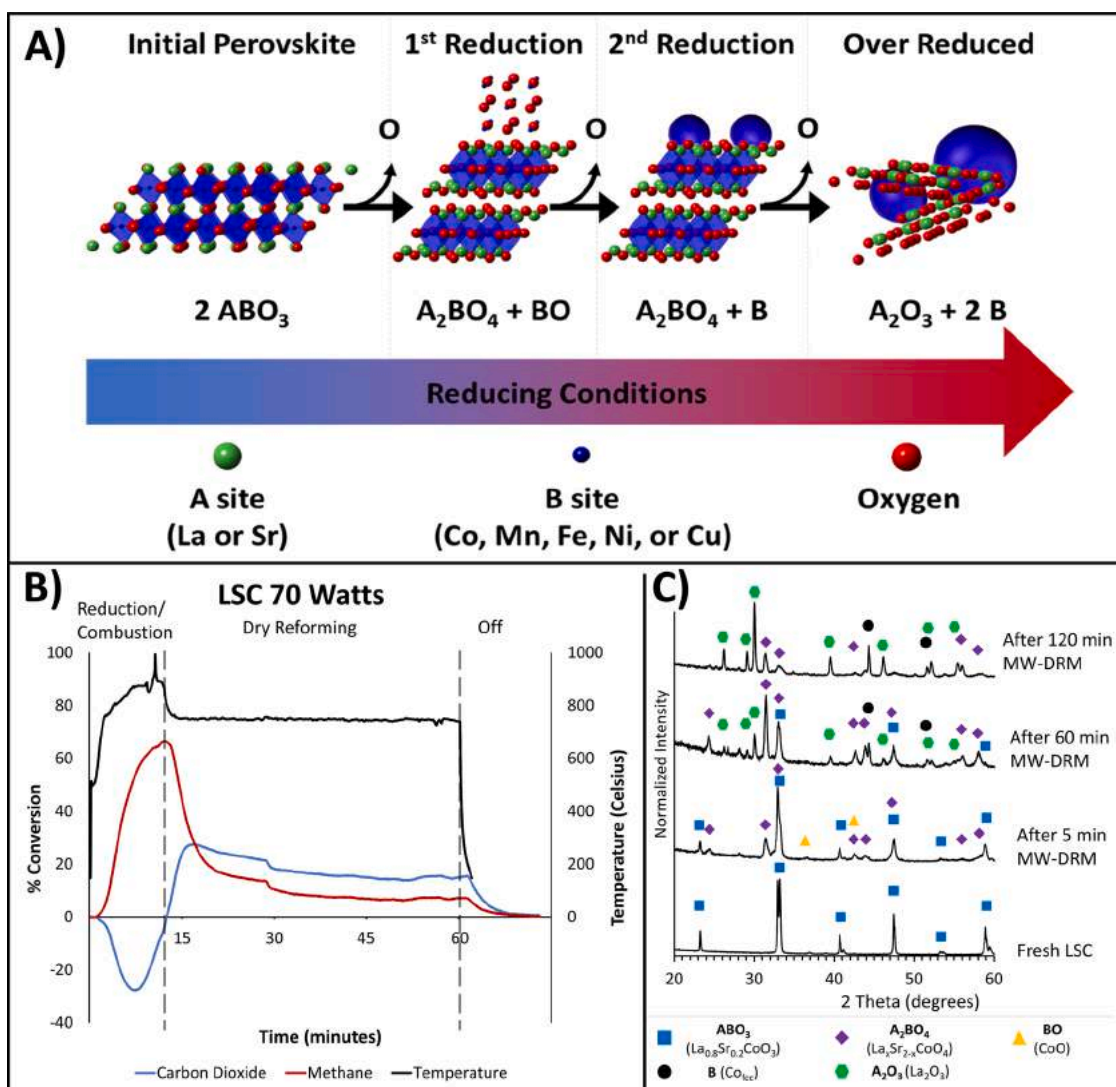 A)
Initial Perovskite
1st Reduction
2nd Reduction
Over Reduced
O
O
O
2 ABO3
A2BO4 + BO
A2BO4 + B
A2O3 + 2 B
Reducing Conditions
A site
(La or Sr)
B site
(Co, Mn, Fe, Ni, or Cu)
Oxygen
B)
LSC 70 Watts
Reduction/
Combustion
Dry Reforming
Off
% Conversion
100
80
60
40
20
0
-20
-40
15
30
45
60
1000
800
600
400
200
0
Temperature (Celsius)
Time (minutes)
Carbon Dioxide
Methane
Temperature
C)
Normalized Intensity
After 120 min
MW-DRM
After 60 min
MW-DRM
After 5 min
MW-DRM
Fresh LSC
20 30 40 50 60
2 Theta (degrees)
ABO3
(La0.8Sr0.2CoO3)
A2BO4
(LaxSr2-xCoO4)
BO
(CoO)
B (Cofcc)
A2O3 (La2O3)